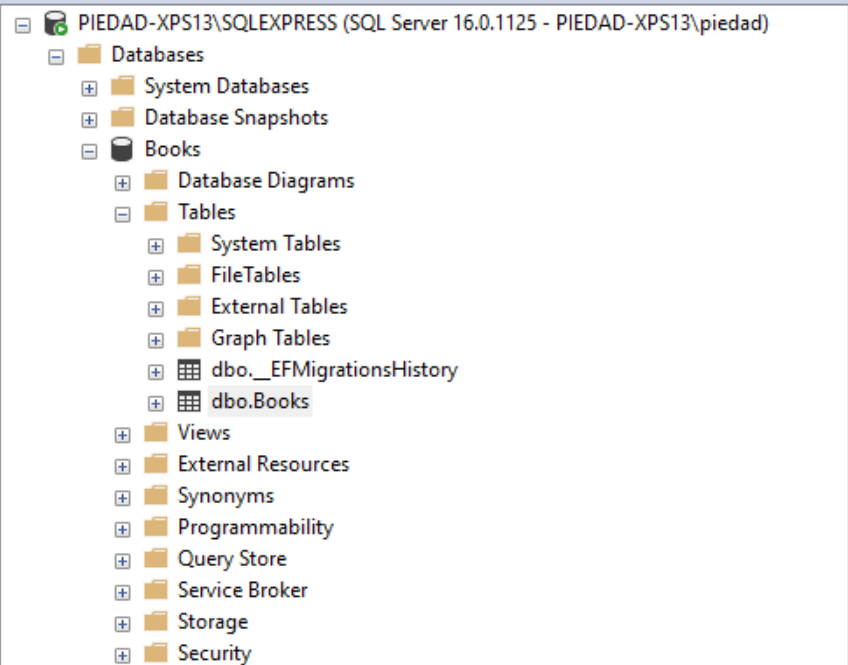 PIEDAD-XPS13\SQLEXPRESS (SQL Server 16.0.1125 - PIEDAD-XPS13\piedad)
Databases
System Databases
Database Snapshots
Books
Database Diagrams
Tables
System Tables
FileTables
External Tables
Graph Tables
dbo.__EFMigrationsHistory
dbo.Books
Views
External Resources
Synonyms
Programmability
Query Store
Service Broker
Storage
Security